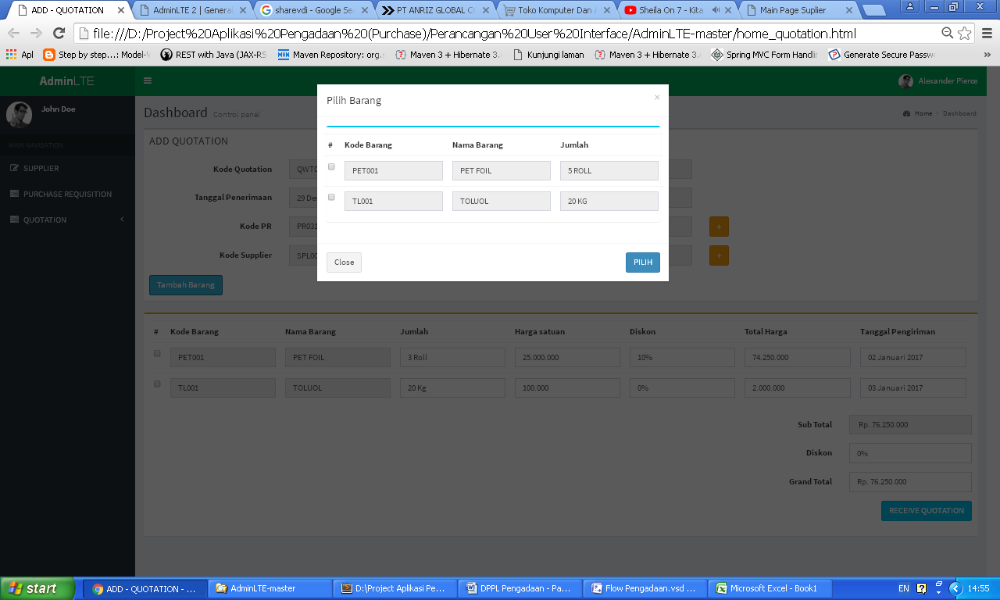 ADD - QUOTATION
AdminLTE 2 | General
sharevdi - Google Se
PT ANRIZ GLOBAL C
Toko Komputer Dan A
Sheila On 7 - Kita
Main Page Suplier
file:///D:/Project%20Aplikasi%20Pengadaan%20(Purchase)/Perancangan%20User%20Interface/AdminLTE-master/home_quotation.html
Apl
Step by step...: Model-V
REST with Java (JAX-RS
Maven Repository: org.s
Maven 3 + Hibernate 3.
Kunjungi laman
Maven 3 + Hibernate 3.
Spring MVC Form Handlin
Generate Secure Passw
»
AdminLTE
Alexander Pierce
John Doe
MAIN NAVIGATION
SUPPLIER
PURCHASE REQUISITION
QUOTATION
Dashboard Control panel
Home > Dashboard
ADD QUOTATION
Kode Quotation
Tanggal Penerimaan 29 De
Kode PR PR031 +
Kode Supplier SPL00 +
Tambah Barang
Pilih Barang ×
# Kode Barang Nama Barang Jumlah
PET001 PET FOIL 5 ROLL
TL001 TOLUOL 20 KG
Close PILIH
# Kode Barang Nama Barang Jumlah Harga satuan Diskon Total Harga Tanggal Pengiriman
PET001 PET FOIL 3 Roll 25.000.000 10% 74.250.000 02 Januari 2017
TL001 TOLUOL 20 Kg 100.000 0% 2.000.000 03 Januari 2017
Sub Total Rp. 76.250.000
Diskon 0%
Grand Total Rp. 76.250.000
RECEIVE QUOTATION
start
ADD - QUOTATION - ...
AdminLTE-master
D:\Project Aplikasi Pe...
DPPL Pengadaan - Pa...
Flow Pengadaan.vsd ...
Microsoft Excel - Book1
EN
14:55